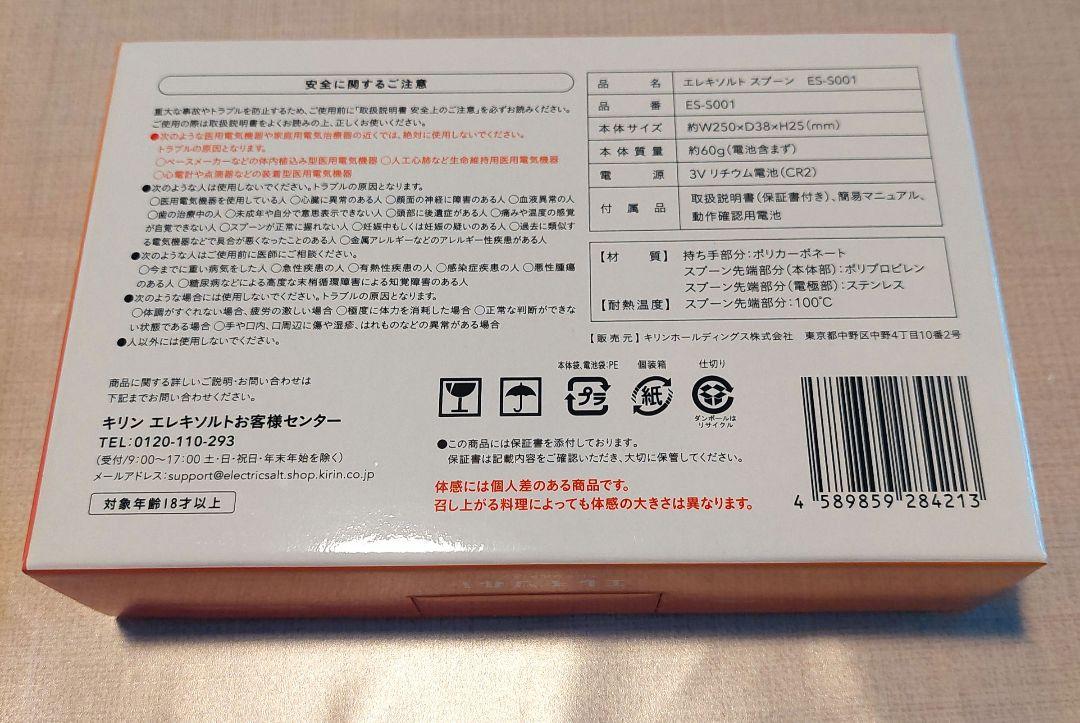 安全に関するご注意
重大な事故やトラブルを防止するため、ご使用前に「取扱説明書 安全上のご注意」を必ずお読みください。
ご使用の際は取扱説明書をよくお読みの上、正しくお使いください。
●次のような医用電気機器や家庭用電気治療器の近くでは、絶対に使用しないでください。
トラブルの原因となります。
○ペースメーカーなどの体内植込み型医用電気機器 ○人工心肺など生命維持用医用電気機器
○心電計や点滴器などの装着型医用電気機器
●次のような人は使用しないでください。トラブルの原因となります。
○医用電気機器を使用している人 ○心臓に異常のある人 ○顔面の神経に障害のある人 ○血液異常の人
○歯の治療中の人 ○未成年や自分で意思表示できない人 ○頭部に後遺症がある人 ○痛みや温度の感覚
が自覚できない人 ○スプーンが正常に握れない人 ○妊娠中もしくは妊娠の疑いのある人 ○過去に類似す
る電気機器などで具合が悪くなったことのある人 ○金属アレルギーなどのアレルギー性疾患がある人
●次のような人はご使用前に医師にご相談ください。
○今までに重い病気をした人 ○急性疾患の人 ○有熱性疾患の人 ○感染症疾患の人 ○悪性腫瘍
のある人 ○糖尿病などによる高度な末梢循環障害による知覚障害のある人
●次のような場合には使用しないでください。トラブルの原因となります。
○体調がすぐれない場合、疲労の激しい場合 ○極度に体力を消耗した場合 ○正常な判断ができな
い状態である場合 ○手や口内、口周辺に傷や湿疹、はれものなどの異常がある場合
●人以外には使用しないでください。
商品に関する詳しいご説明・お問い合わせは
下記までお問い合わせください。
キリン エレキソルトお客様センター
TEL:0120-110-293
(受付/9:00～17:00 土・日・祝日・年末年始を除く)
メールアドレス:support@electricsalt.shop.kirin.co.jp
対象年齢18才以上
品名 エレキソルト スプーン ES-S001
品番 ES-S001
本体サイズ 約W250×D38×H25(mm)
本体質量 約60g(電池含まず)
電源 3V リチウム電池(CR2)
付属品 取扱説明書(保証書付き)、簡易マニュアル、
動作確認用電池
【材質】 持ち手部分:ポリカーボネート
スプーン先端部分(本体部):ポリプロピレン
スプーン先端部分(電極部):ステンレス
【耐熱温度】 スプーン先端部分:100℃
【販売元】キリンホールディングス株式会社 東京都中野区中野4丁目10番2号
本体袋、電池袋:PE 個装箱 仕切り
プラ 紙
ダンボールは
リサイクル
●この商品には保証書を添付しております。
保証書は記載内容をご確認いただき、大切に保管してください。
体感には個人差のある商品です。
召し上がる料理によっても体感の大きさは異なります。
4 589859 284213